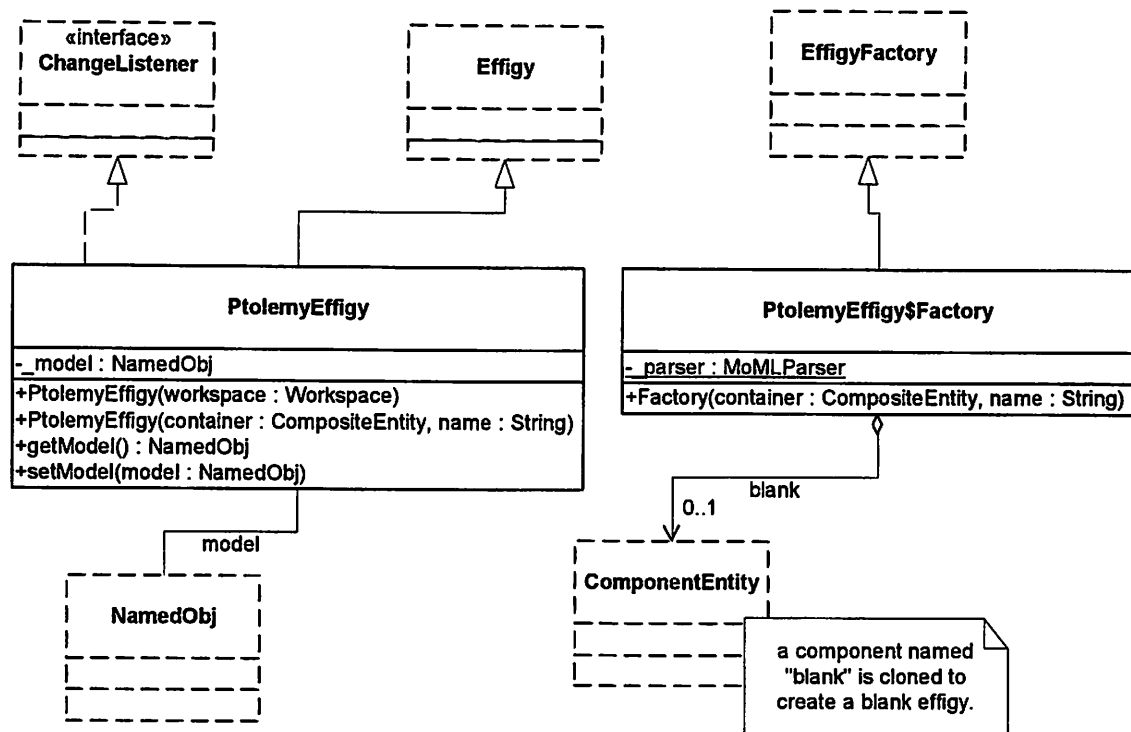 «interface»
ChangeListener
Effigy
EffigyFactory
PtolemyEffigy
-_model : NamedObj
+PtolemyEffigy(workspace : Workspace)
+PtolemyEffigy(container : CompositeEntity, name : String)
+getModel() : NamedObj
+setModel(model : NamedObj)
PtolemyEffigy$Factory
-_parser : MoMLParser
+Factory(container : CompositeEntity, name : String)
model
NamedObj
blank
0..1
ComponentEntity
a component named
"blank" is cloned to
create a blank effigy.